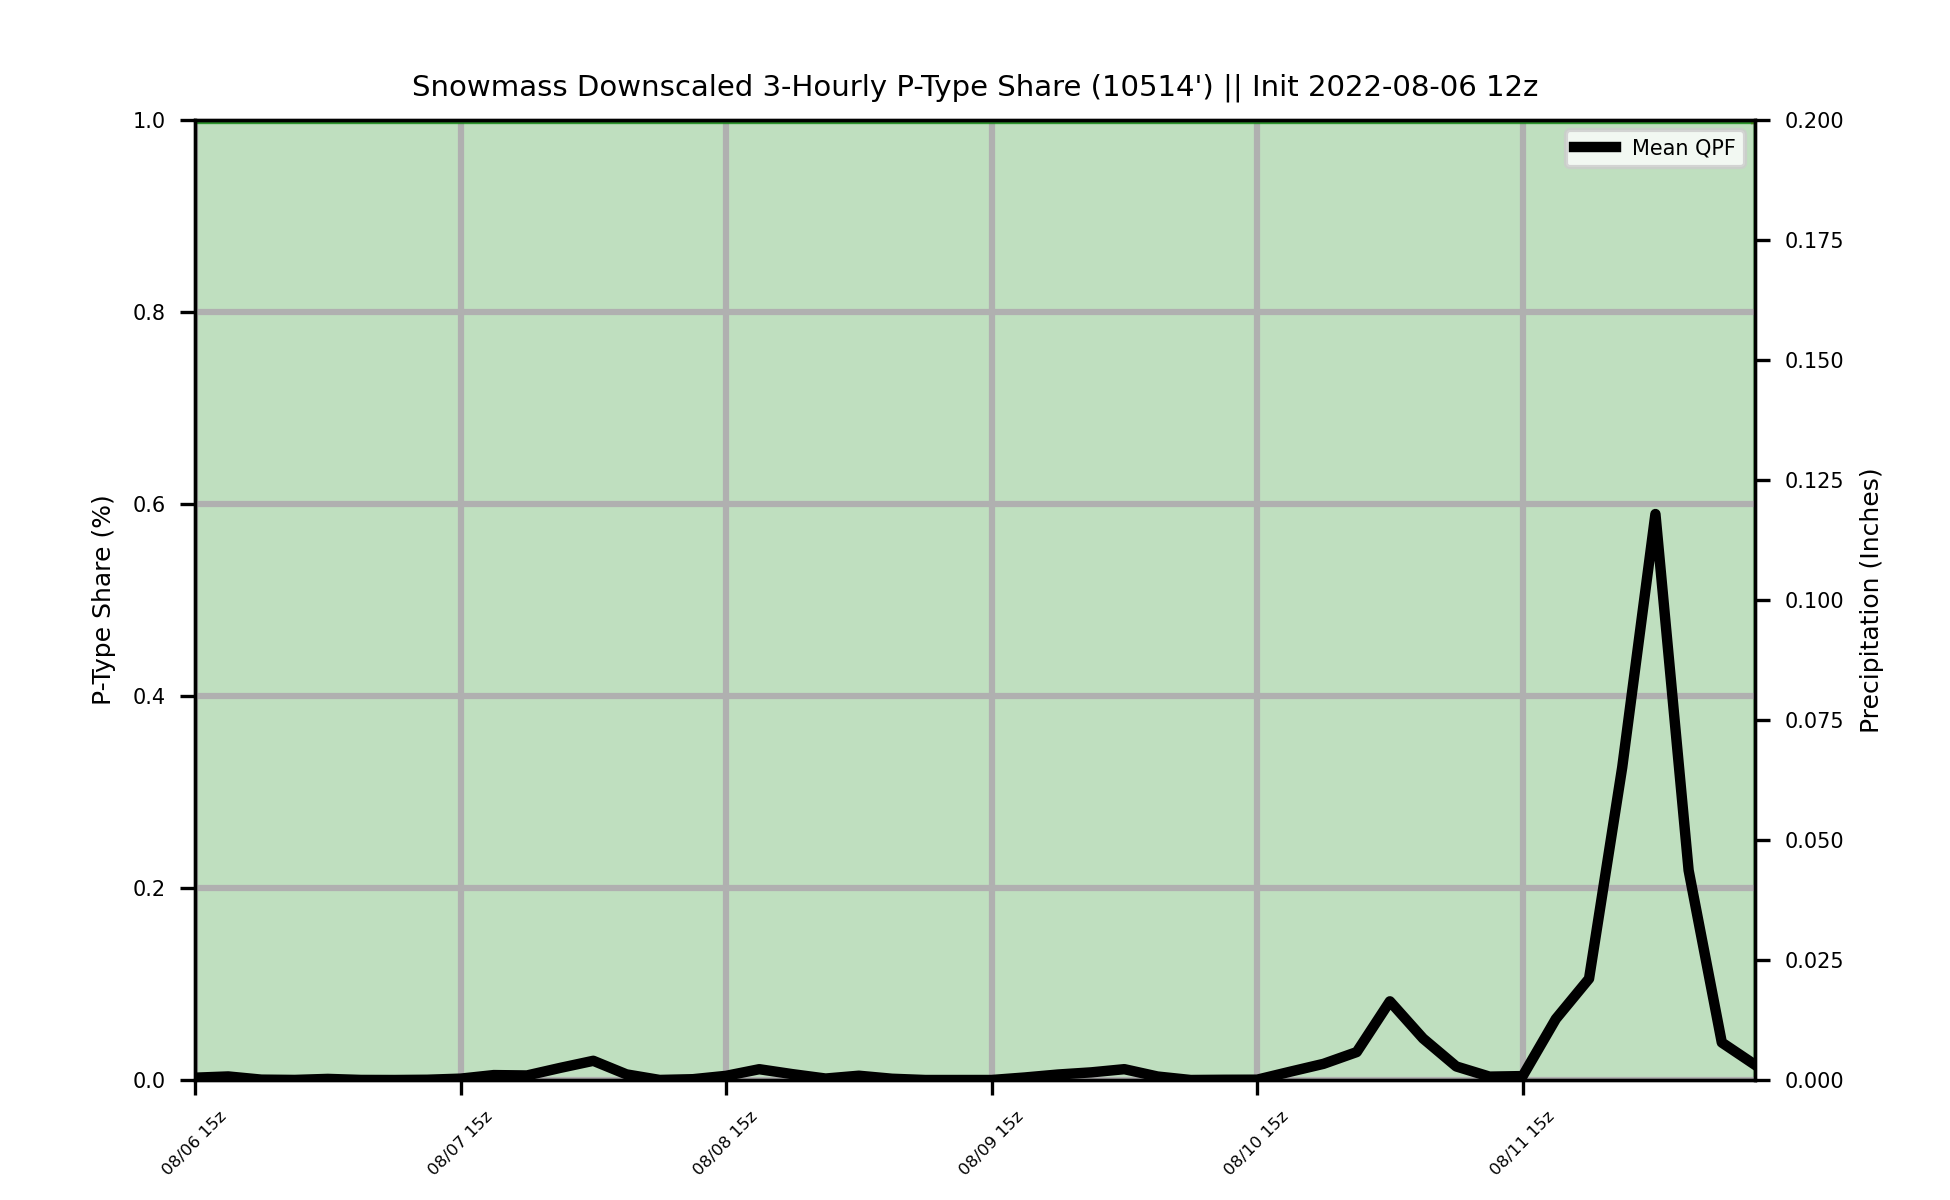 Snowmass Downscaled 3-Hourly P-Type Share (10514') || Init 2022-08-06 12z
Mean QPF
P-Type Share (%)
1.0
0.8
0.6
0.4
0.2
0.0
0.200
0.175
0.150
0.125
0.100
0.075
0.050
0.025
0.000
Precipitation (Inches)
08/06 15z
08/07 15z
08/08 15z
08/09 15z
08/10 15z
08/11 15z